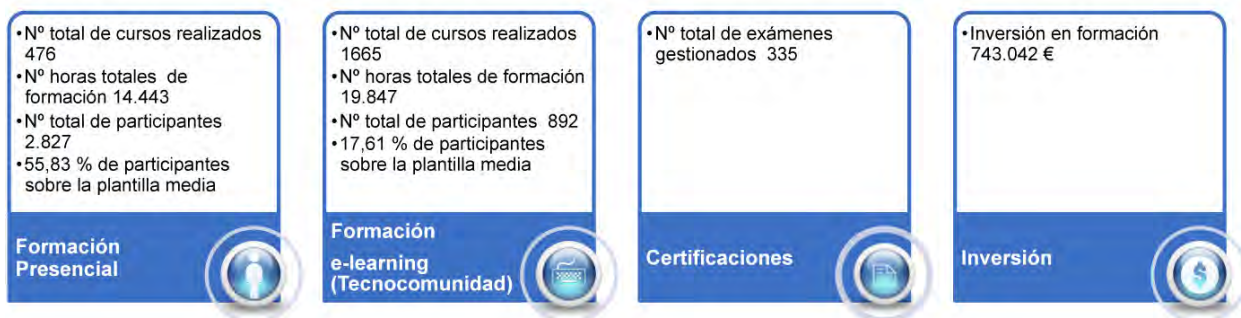 •Nº total de cursos realizados
476
•Nº horas totales de
formación 14.443
•Nº total de participantes
2.827
•55,83 % de participantes
sobre la plantilla media
Formación
Presencial
•Nº total de cursos realizados
1665
•Nº horas totales de formación
19.847
•Nº total de participantes 892
•17,61 % de participantes
sobre la plantilla media
Formación
e-learning
(Tecnocomunidad)
•Nº total de exámenes
gestionados 335
Certificaciones
•Inversión en formación
743.042 €
Inversión
$